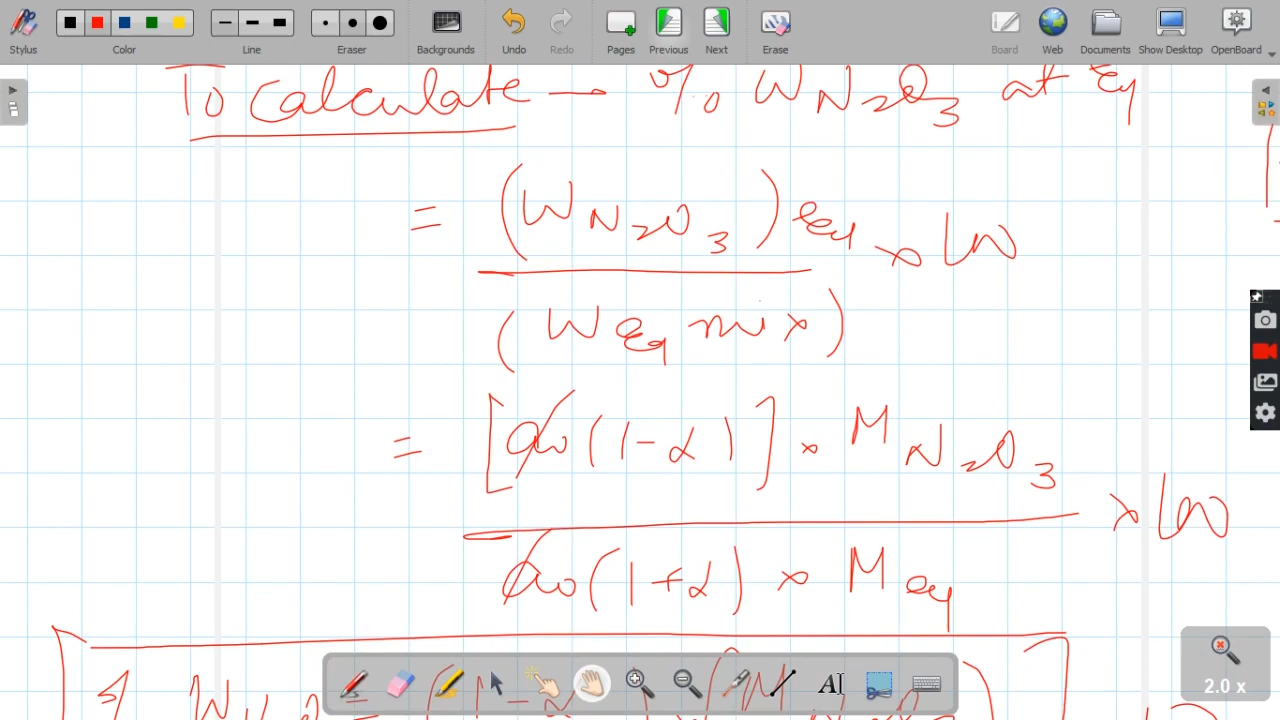 Stylus Color Line Eraser Backgrounds Undo Redo Pages Previous Next Erase Board Web Documents Show Desktop OpenBoard
To calculate → % W N2O3 at Eq
= (W N2O3) eq × 100
(W Eq mix)
= [a0 (1 - α)] × M N2O3 × 100
a0 (1 + α) × M eq
2.0 x